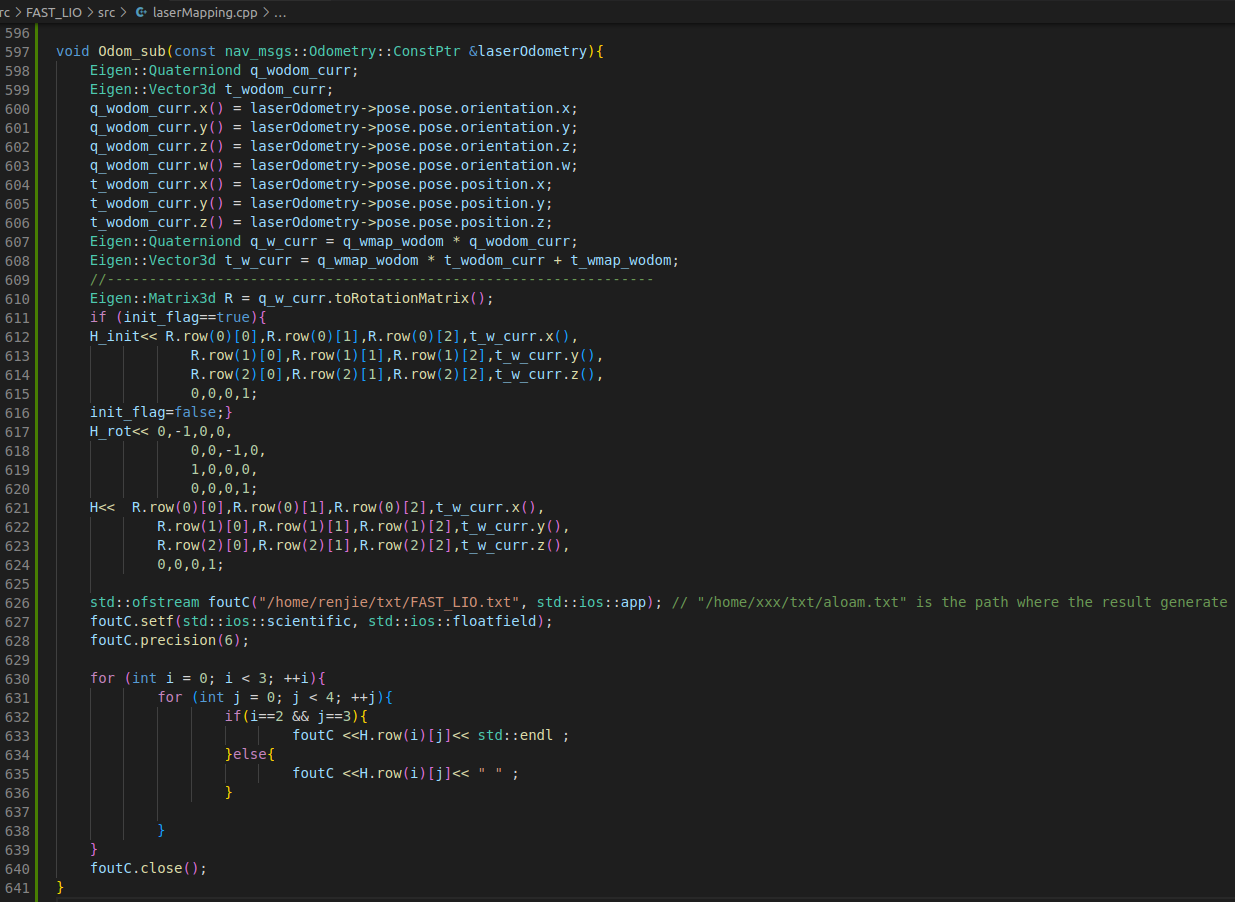 rc > FAST_LIO > src > laserMapping.cpp > ...
596
597 void Odom_sub(const nav_msgs::Odometry::ConstPtr &laserOdometry){
598 Eigen::Quaterniond q_wodom_curr;
599 Eigen::Vector3d t_wodom_curr;
600 q_wodom_curr.x() = laserOdometry->pose.pose.orientation.x;
601 q_wodom_curr.y() = laserOdometry->pose.pose.orientation.y;
602 q_wodom_curr.z() = laserOdometry->pose.pose.orientation.z;
603 q_wodom_curr.w() = laserOdometry->pose.pose.orientation.w;
604 t_wodom_curr.x() = laserOdometry->pose.pose.position.x;
605 t_wodom_curr.y() = laserOdometry->pose.pose.position.y;
606 t_wodom_curr.z() = laserOdometry->pose.pose.position.z;
607 Eigen::Quaterniond q_w_curr = q_wmap_wodom * q_wodom_curr;
608 Eigen::Vector3d t_w_curr = q_wmap_wodom * t_wodom_curr + t_wmap_wodom;
609 //-----------------------------------------------------------------
610 Eigen::Matrix3d R = q_w_curr.toRotationMatrix();
611 if (init_flag==true){
612 H_init<< R.row(0)[0],R.row(0)[1],R.row(0)[2],t_w_curr.x(),
613 R.row(1)[0],R.row(1)[1],R.row(1)[2],t_w_curr.y(),
614 R.row(2)[0],R.row(2)[1],R.row(2)[2],t_w_curr.z(),
615 0,0,0,1;
616 init_flag=false;}
617 H_rot<< 0,-1,0,0,
618 0,0,-1,0,
619 1,0,0,0,
620 0,0,0,1;
621 H<<  R.row(0)[0],R.row(0)[1],R.row(0)[2],t_w_curr.x(),
622 R.row(1)[0],R.row(1)[1],R.row(1)[2],t_w_curr.y(),
623 R.row(2)[0],R.row(2)[1],R.row(2)[2],t_w_curr.z(),
624 0,0,0,1;
625
626 std::ofstream foutC("/home/renjie/txt/FAST_LIO.txt", std::ios::app); // "/home/xxx/txt/aloam.txt" is the path where the result generate
627 foutC.setf(std::ios::scientific, std::ios::floatfield);
628 foutC.precision(6);
629
630 for (int i = 0; i < 3; ++i){
631 for (int j = 0; j < 4; ++j){
632 if(i==2 && j==3){
633 foutC <<H.row(i)[j]<< std::endl ;
634 }else{
635 foutC <<H.row(i)[j]<< " " ;
636 }
637
638 }
639 }
640 foutC.close();
641 }